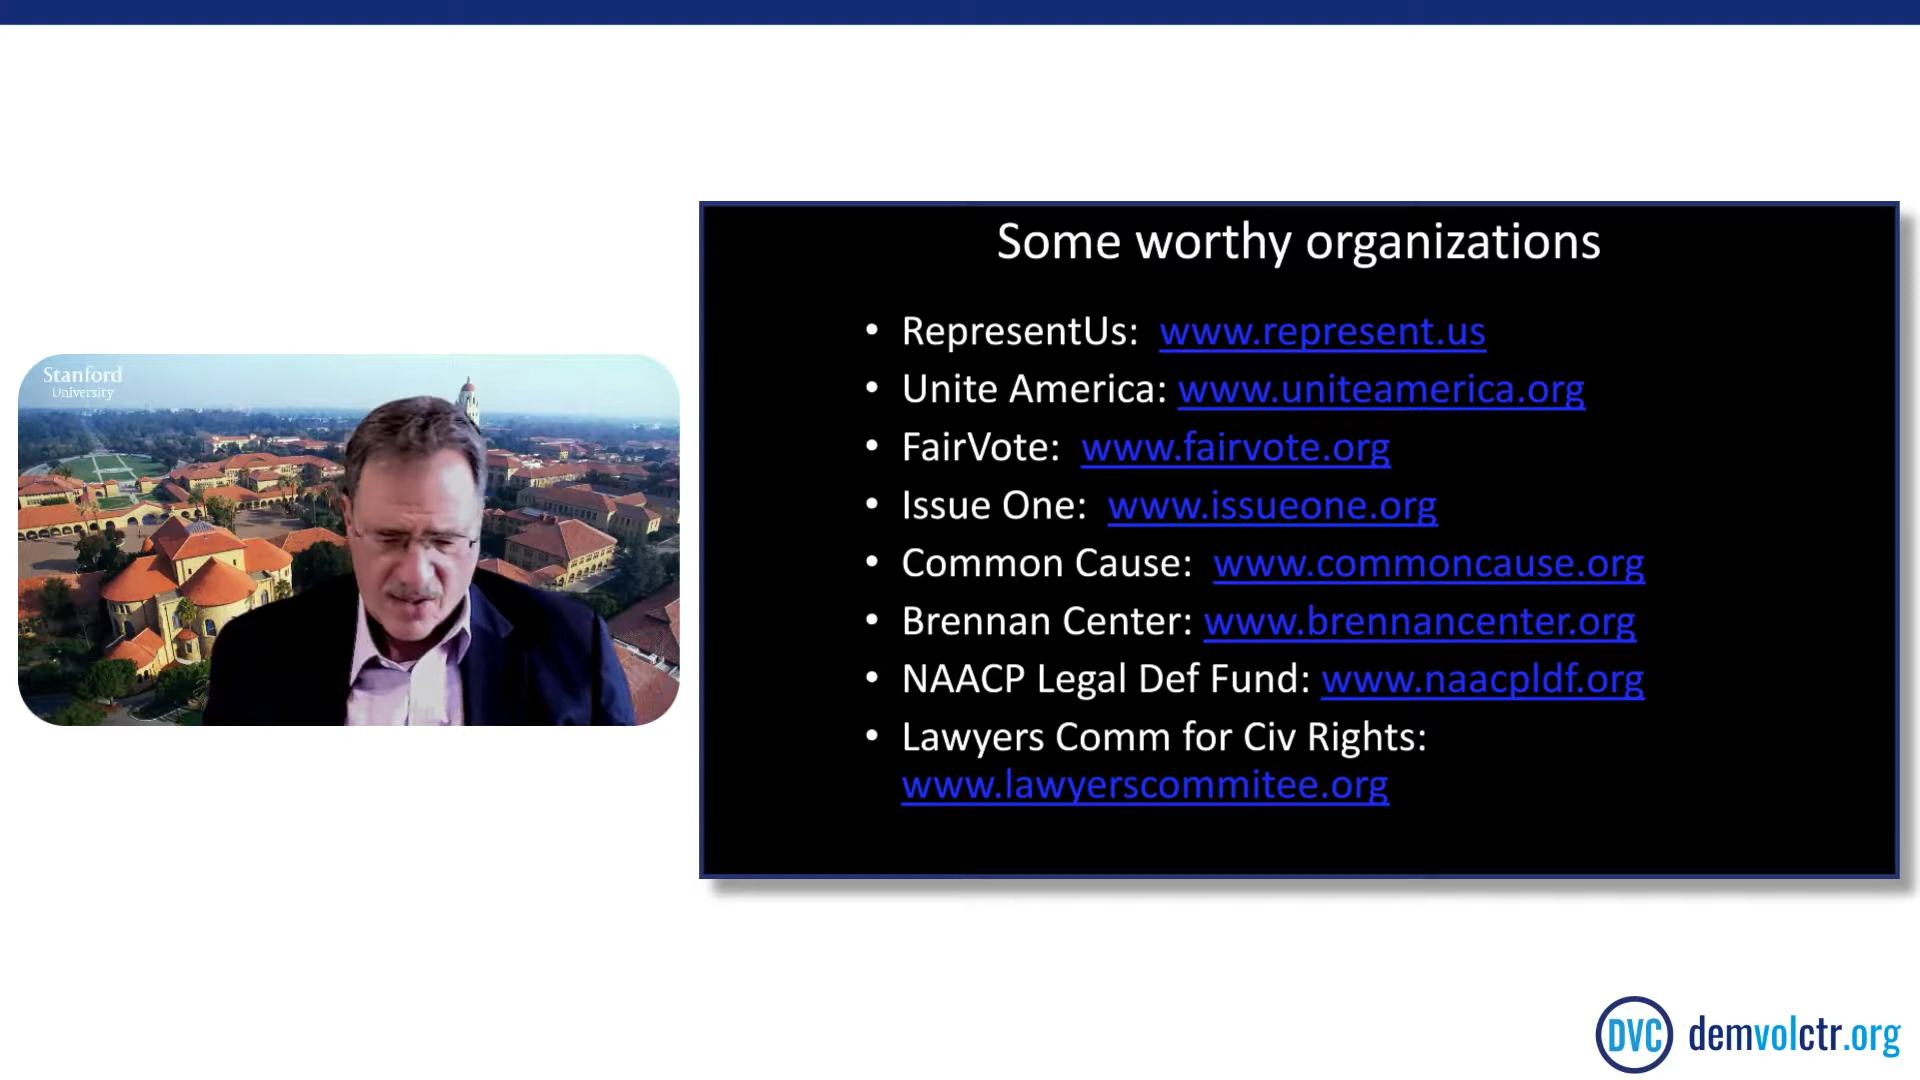 Some worthy organizations
• RepresentUs: www.represent.us
• Unite America: www.uniteamerica.org
• FairVote: www.fairvote.org
• Issue One: www.issueone.org
• Common Cause: www.commoncause.org
• Brennan Center: www.brennancenter.org
• NAACP Legal Def Fund: www.naacpldf.org
• Lawyers Comm for Civ Rights:
www.lawyerscommitee.org
Stanford
University
DVC demvolctr.org